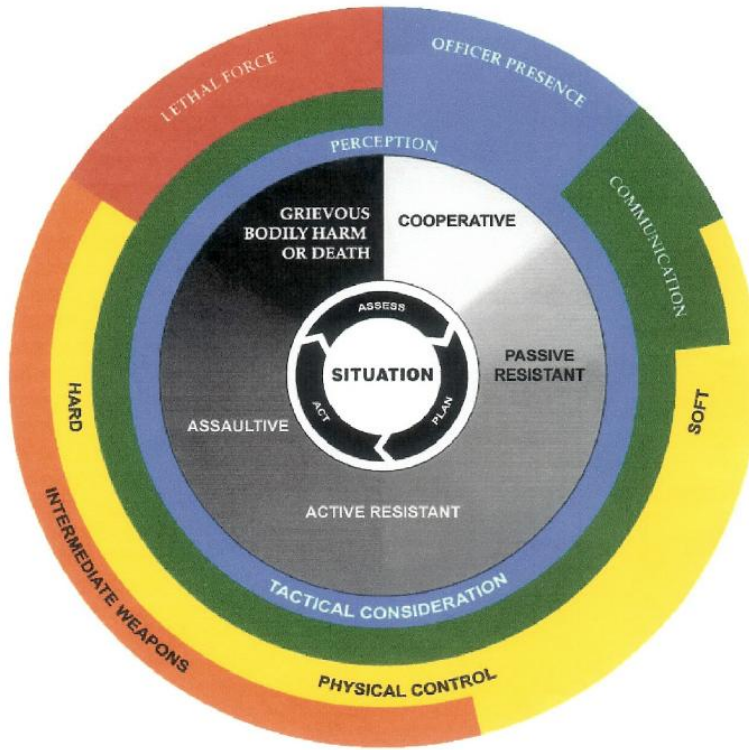 LETHAL FORCE
OFFICER PRESENCE
COMMUNICATION
PERCEPTION
GRIEVOUS
BODILY HARM
OR DEATH
COOPERATIVE
ASSESS
SITUATION
ACT
PLAN
PASSIVE
RESISTANT
ASSAULTIVE
ACTIVE RESISTANT
HARD
SOFT
TACTICAL CONSIDERATION
INTERMEDIATE WEAPONS
PHYSICAL CONTROL